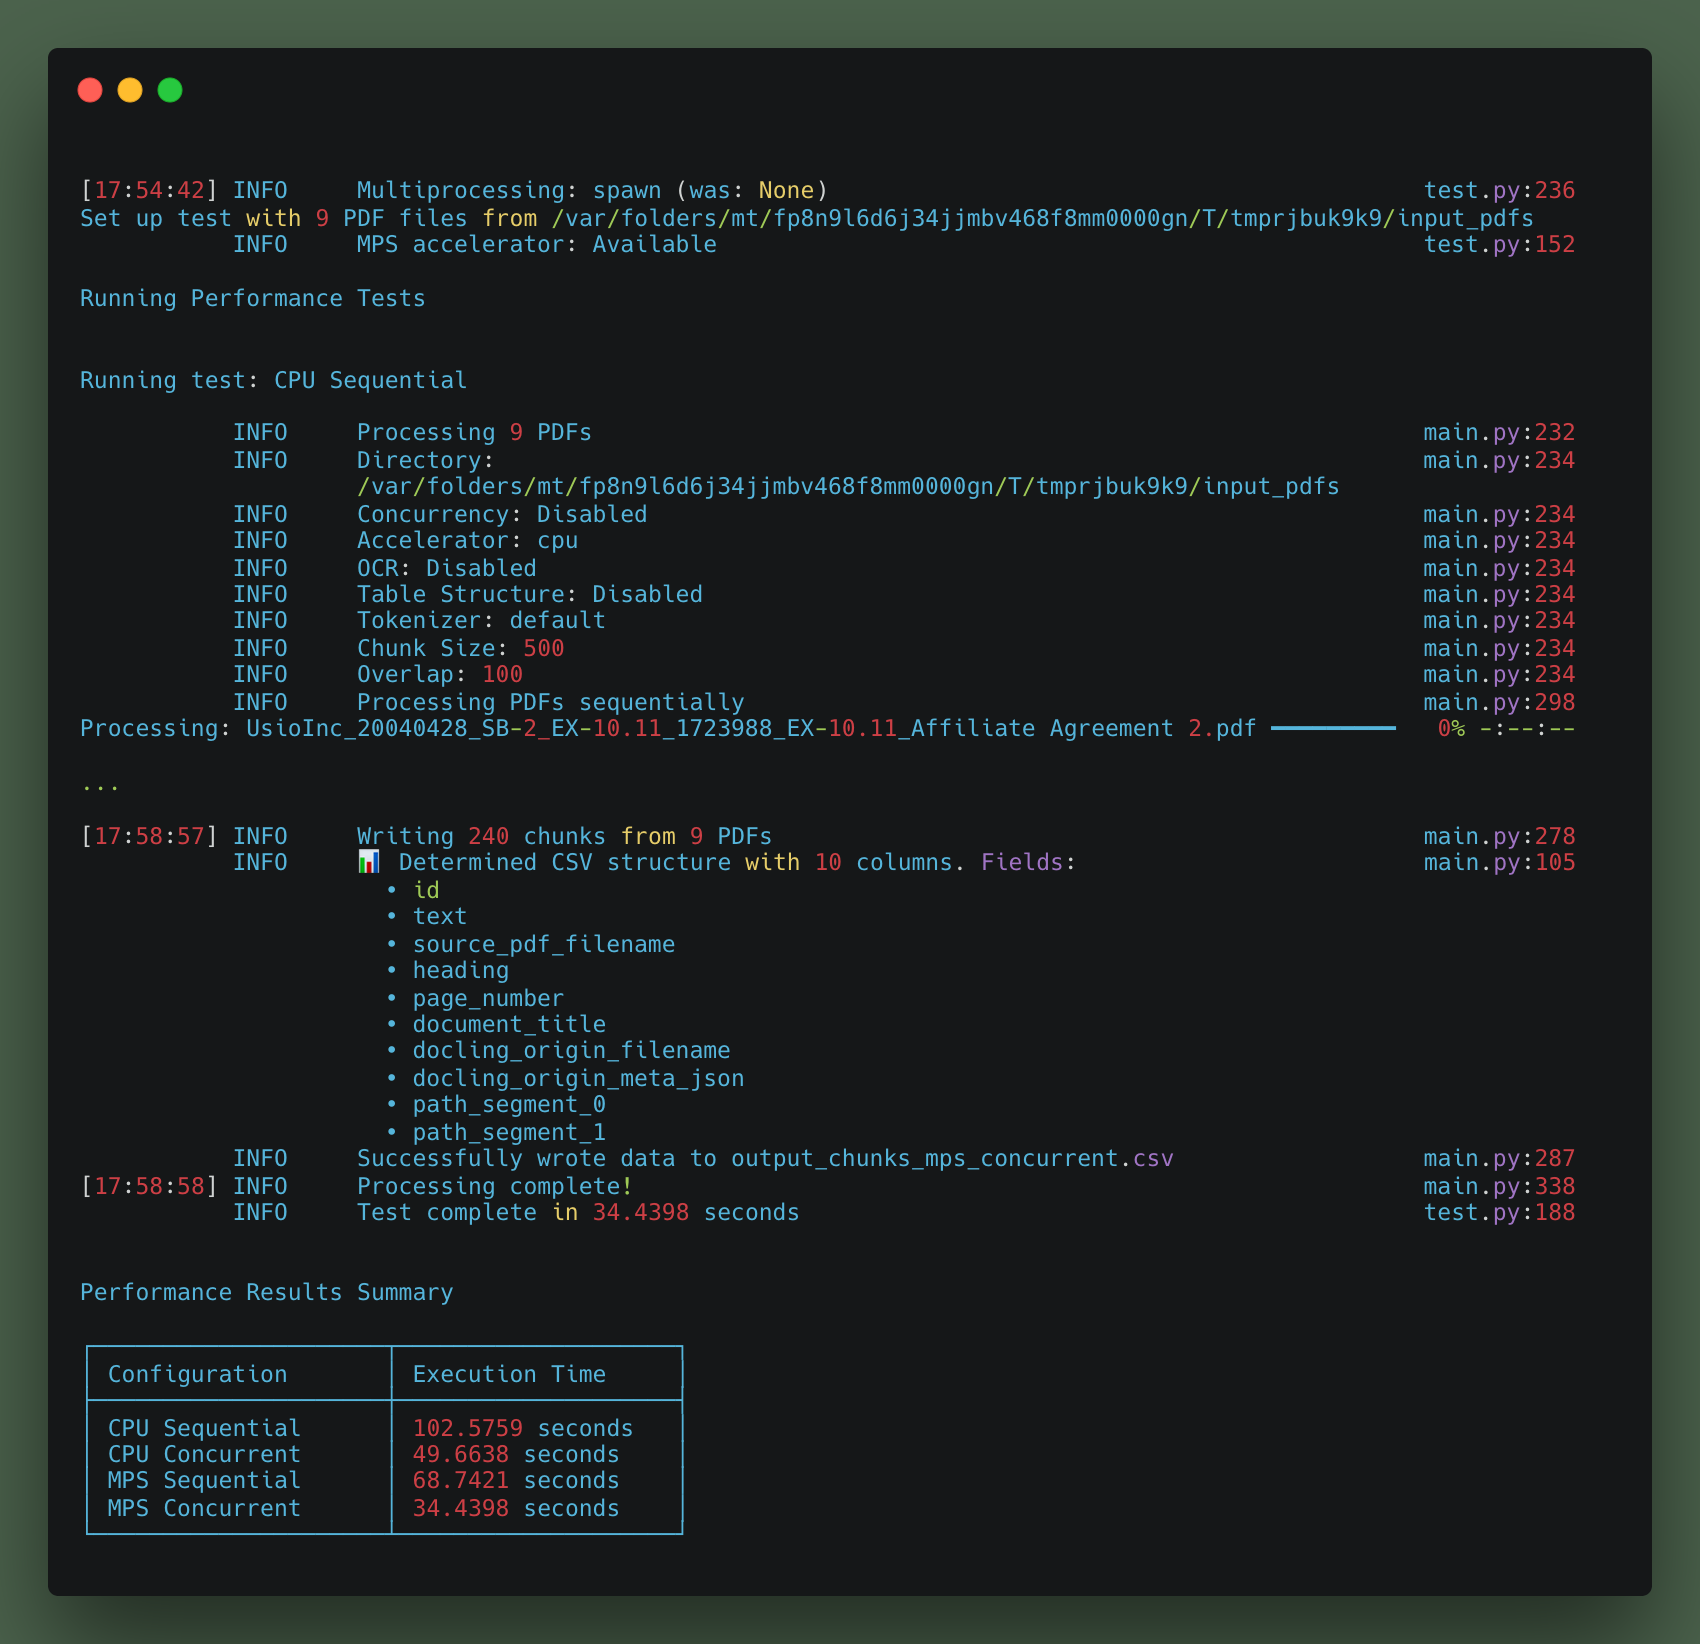 [17:54:42] INFO     Multiprocessing: spawn (was: None)                                           test.py:236
Set up test with 9 PDF files from /var/folders/mt/fp8n9l6d6j34jjmbv468f8mm0000gn/T/tmprjbuk9k9/input_pdfs
           INFO     MPS accelerator: Available                                                   test.py:152
Running Performance Tests
Running test: CPU Sequential
           INFO     Processing 9 PDFs                                                            main.py:232
           INFO     Directory:                                                                   main.py:234
                    /var/folders/mt/fp8n9l6d6j34jjmbv468f8mm0000gn/T/tmprjbuk9k9/input_pdfs
           INFO     Concurrency: Disabled                                                        main.py:234
           INFO     Accelerator: cpu                                                             main.py:234
           INFO     OCR: Disabled                                                                main.py:234
           INFO     Table Structure: Disabled                                                    main.py:234
           INFO     Tokenizer: default                                                           main.py:234
           INFO     Chunk Size: 500                                                              main.py:234
           INFO     Overlap: 100                                                                 main.py:234
           INFO     Processing PDFs sequentially                                                 main.py:298
Processing: UsioInc_20040428_SB-2_EX-10.11_1723988_EX-10.11_Affiliate Agreement 2.pdf ━━━━━━━━━   0% -:--:--
...
[17:58:57] INFO     Writing 240 chunks from 9 PDFs                                               main.py:278
           INFO     📊 Determined CSV structure with 10 columns. Fields:                         main.py:105
                      • id
                      • text
                      • source_pdf_filename
                      • heading
                      • page_number
                      • document_title
                      • docling_origin_filename
                      • docling_origin_meta_json
                      • path_segment_0
                      • path_segment_1
           INFO     Successfully wrote data to output_chunks_mps_concurrent.csv                  main.py:287
[17:58:58] INFO     Processing complete!                                                         main.py:338
           INFO     Test complete in 34.4398 seconds                                             test.py:188
Performance Results Summary
Configuration         Execution Time
CPU Sequential        102.5759 seconds
CPU Concurrent        49.6638 seconds
MPS Sequential        68.7421 seconds
MPS Concurrent        34.4398 seconds